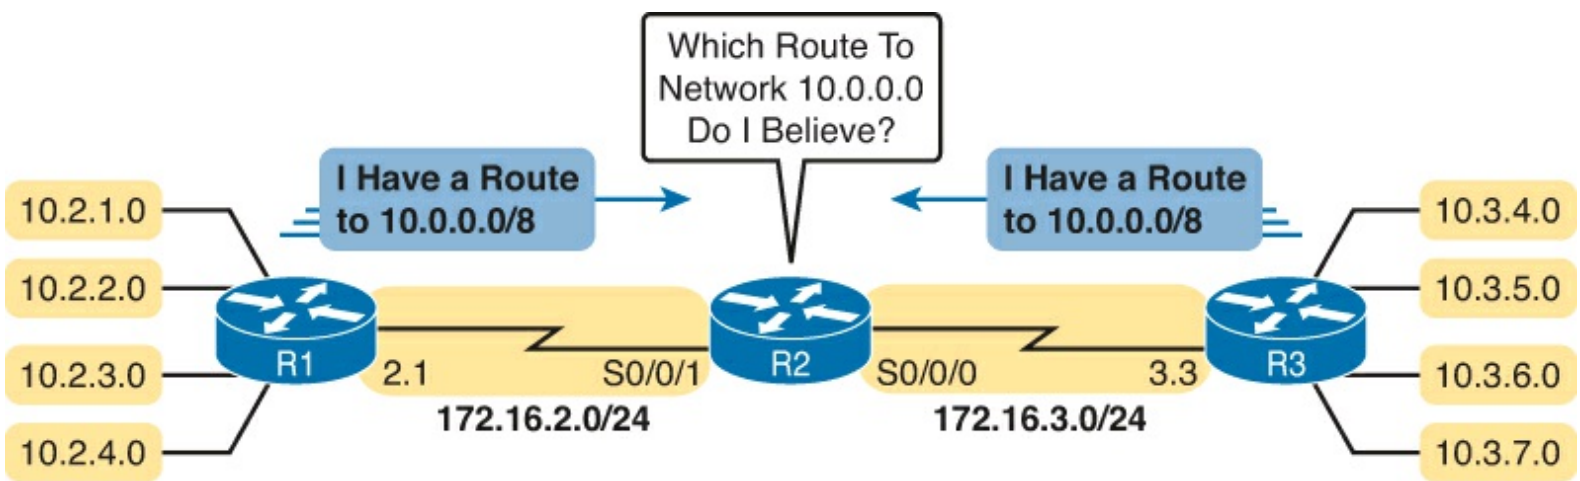 Which Route To
Network 10.0.0.0
Do I Believe?
I Have a Route
to 10.0.0.0/8
I Have a Route
to 10.0.0.0/8
10.2.1.0
10.2.2.0
10.2.3.0
10.2.4.0
R1
2.1
S0/0/1
172.16.2.0/24
R2
S0/0/0
3.3
172.16.3.0/24
R3
10.3.4.0
10.3.5.0
10.3.6.0
10.3.7.0